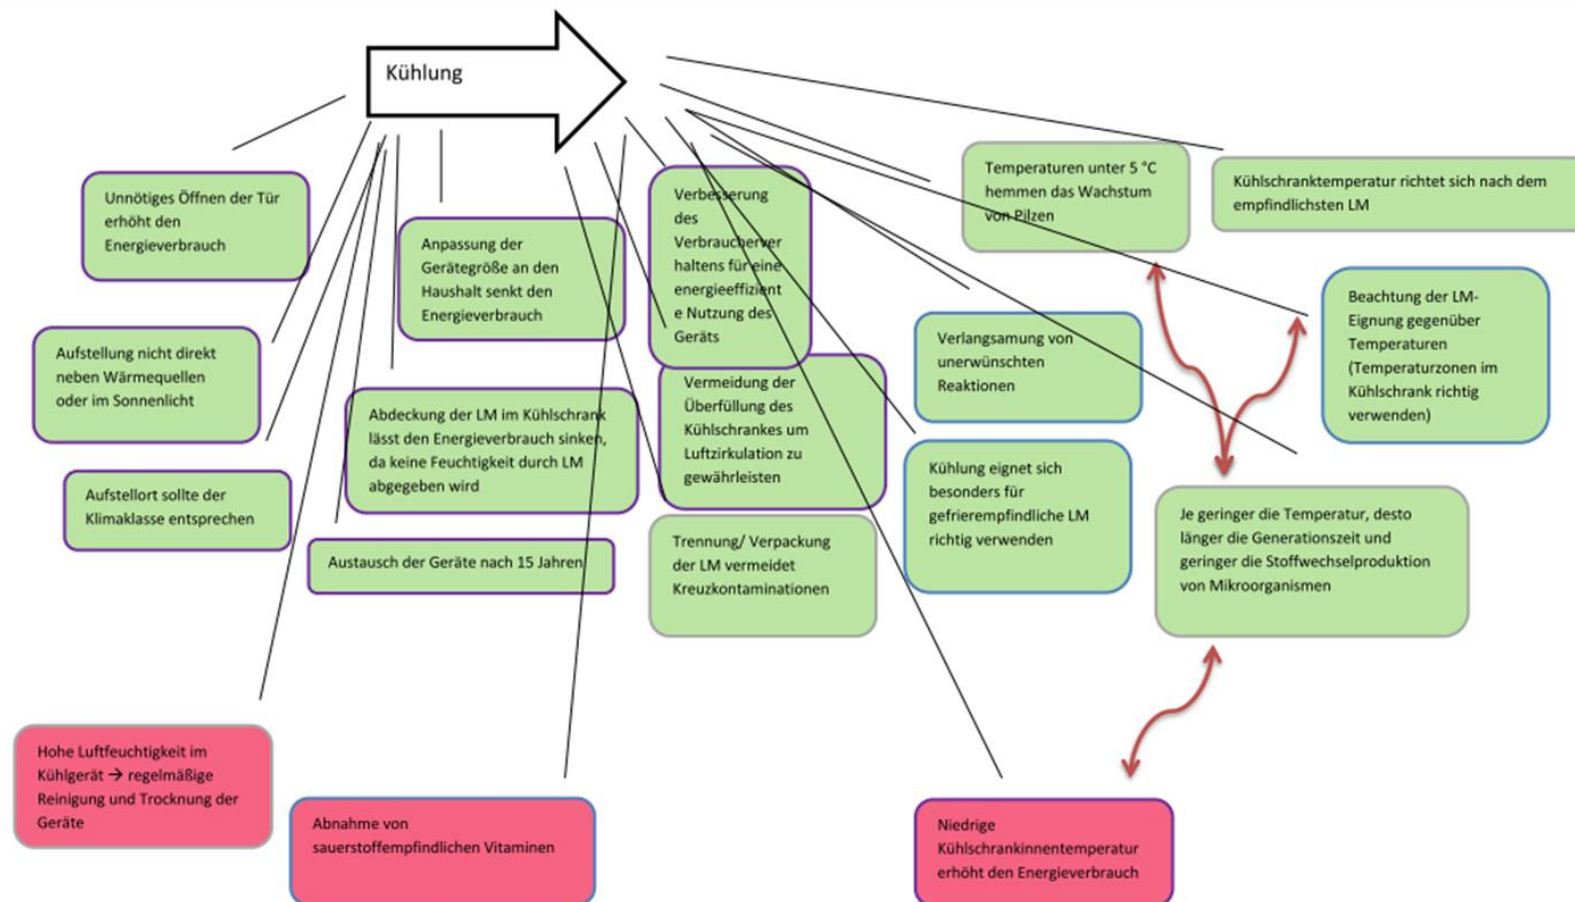 Kühlung
Unnötiges Öffnen der Tür
erhöht den
Energieverbrauch
Anpassung der
Gerätegröße an den
Haushalt senkt den
Energieverbrauch
Verbesserung
des
Verbraucherver
haltens für eine
energieeffizient
e Nutzung des
Geräts
Temperaturen unter 5 °C
hemmen das Wachstum
von Pilzen
Kühlschranktemperatur richtet sich nach dem
empfindlichsten LM
Aufstellung nicht direkt
neben Wärmequellen
oder im Sonnenlicht
Abdeckung der LM im Kühlschrank
lässt den Energieverbrauch sinken,
da keine Feuchtigkeit durch LM
abgegeben wird
Vermeidung der
Überfüllung des
Kühlschrankes um
Luftzirkulation zu
gewährleisten
Verlangsamung von
unerwünschten
Reaktionen
Beachtung der LM-
Eignung gegenüber
Temperaturen
(Temperaturzonen im
Kühlschrank richtig
verwenden)
Aufstellort sollte der
Klimaklasse entsprechen
Austausch der Geräte nach 15 Jahren
Trennung/ Verpackung
der LM vermeidet
Kreuzkontaminationen
Kühlung eignet sich
besonders für
gefrierempfindliche LM
richtig verwenden
Je geringer die Temperatur, desto
länger die Generationszeit und
geringer die Stoffwechselproduktion
von Mikroorganismen
Hohe Luftfeuchtigkeit im
Kühlgerät → regelmäßige
Reinigung und Trocknung der
Geräte
Abnahme von
sauerstoffempfindlichen Vitaminen
Niedrige
Kühlschrankinnentemperatur
erhöht den Energieverbrauch